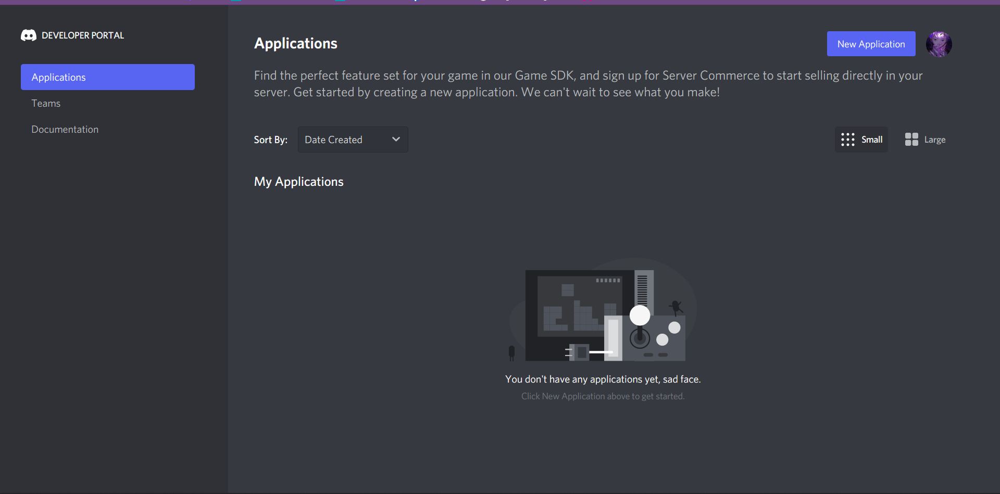 DEVELOPER PORTAL
Applications
Teams
Documentation
Applications
New Application
Find the perfect feature set for your game in our Game SDK, and sign up for Server Commerce to start selling directly in your
server. Get started by creating a new application. We can't wait to see what you make!
Sort By:
Date Created
Small
Large
My Applications
You don't have any applications yet, sad face.
Click New Application above to get started.